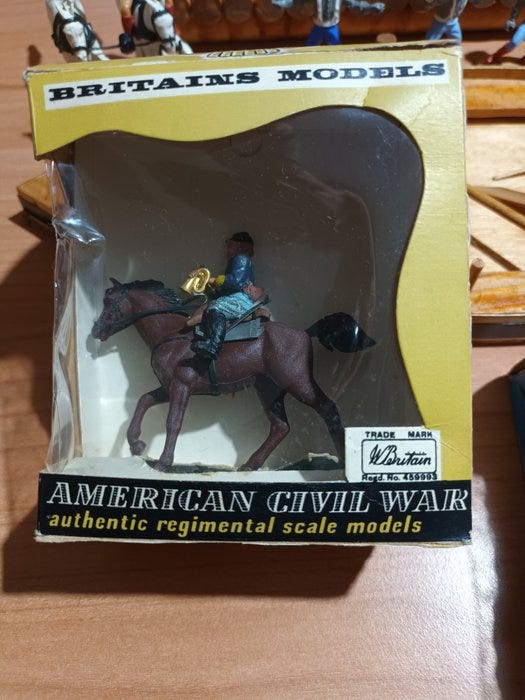 BRITAINS MODELS
TRADE MARK
W.Britain
Regd. No. 459993
AMERICAN CIVIL WAR
authentic regimental scale models